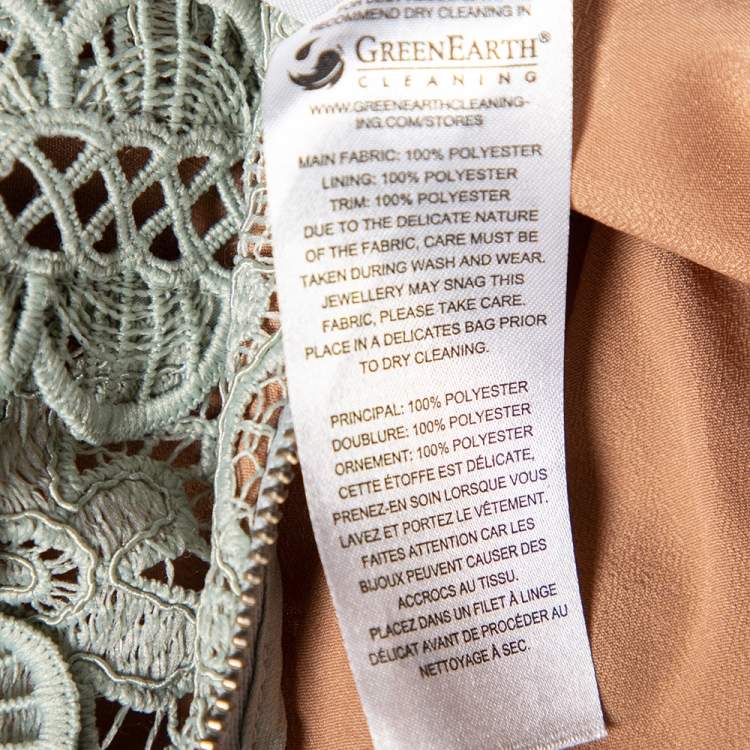 RECOMMEND DRY CLEANING IN
GREENEARTH®
CLEANING
WWW.GREENEARTHCLEANING-
ING.COM/STORES
MAIN FABRIC: 100% POLYESTER
LINING: 100% POLYESTER
TRIM: 100% POLYESTER
DUE TO THE DELICATE NATURE
OF THE FABRIC, CARE MUST BE
TAKEN DURING WASH AND WEAR.
JEWELLERY MAY SNAG THIS
FABRIC, PLEASE TAKE CARE.
PLACE IN A DELICATES BAG PRIOR
TO DRY CLEANING.
PRINCIPAL: 100% POLYESTER
DOUBLURE: 100% POLYESTER
ORNEMENT: 100% POLYESTER
CETTE ÉTOFFE EST DÉLICATE,
PRENEZ-EN SOIN LORSQUE VOUS
LAVEZ ET PORTEZ LE VÊTEMENT.
FAITES ATTENTION CAR LES
BIJOUX PEUVENT CAUSER DES
ACCROCS AU TISSU.
PLACEZ DANS UN FILET À LINGE
DÉLICAT AVANT DE PROCÉDER AU
NETTOYAGE À SEC.